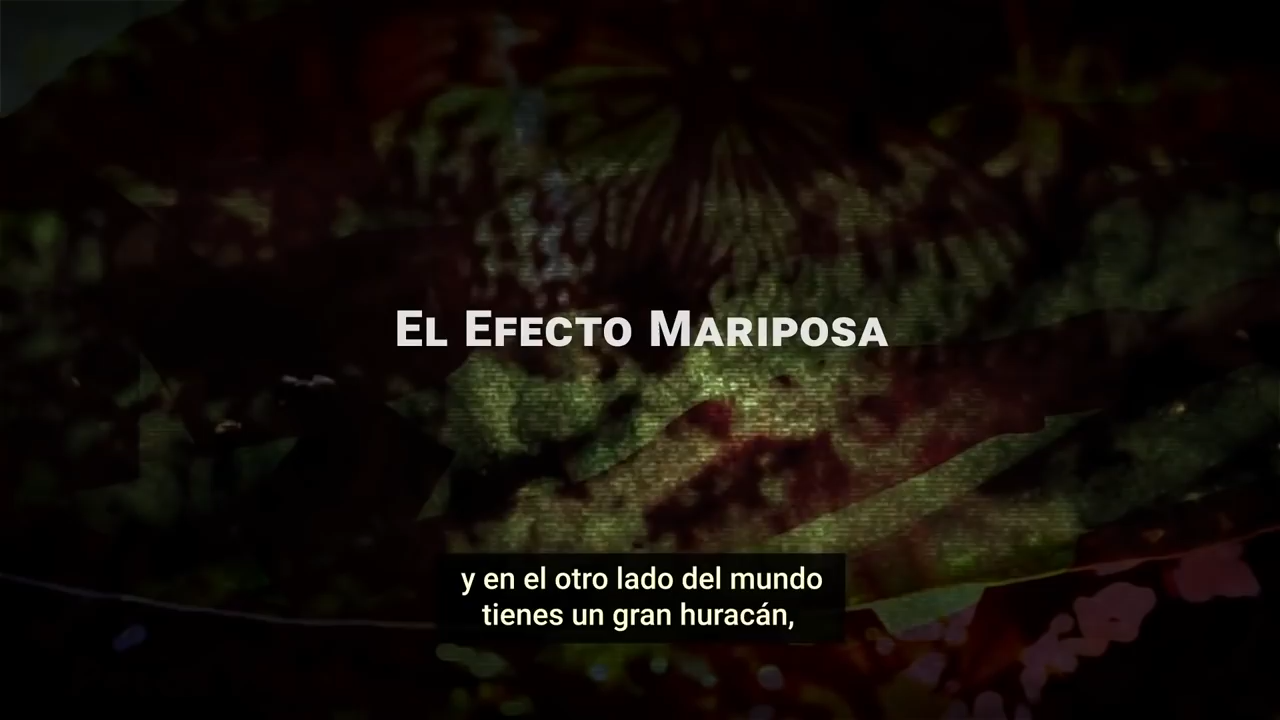 El Efecto Mariposa
y en el otro lado del mundo
tienes un gran huracán,